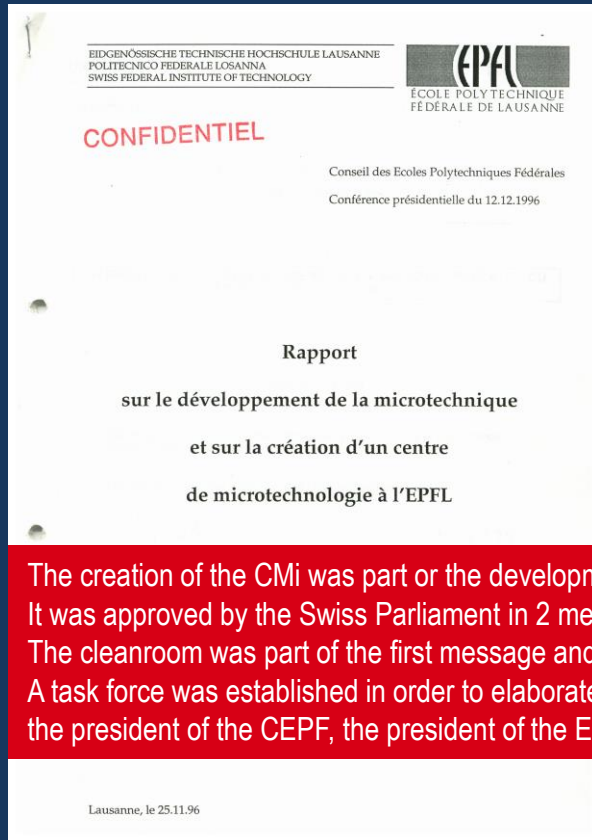 EIDGENÖSSISCHE TECHNISCHE HOCHSCHULE LAUSANNE
POLITECNICO FEDERALE LOSANNA
SWISS FEDERAL INSTITUTE OF TECHNOLOGY
EPFL
ÉCOLE POLYTECHNIQUE
FÉDÉRALE DE LAUSANNE
CONFIDENTIEL
Conseil des Ecoles Polytechniques Fédérales
Conférence présidentielle du 12.12.1996
Rapport
sur le développement de la microtechnique
et sur la création d'un centre
de microtechnologie à l'EPFL
The creation of the CMi was part or the developm
It was approved by the Swiss Parliament in 2 me
The cleanroom was part of the first message and
A task force was established in order to elaborate
the president of the CEPF, the president of the E
Lausanne, le 25.11.96